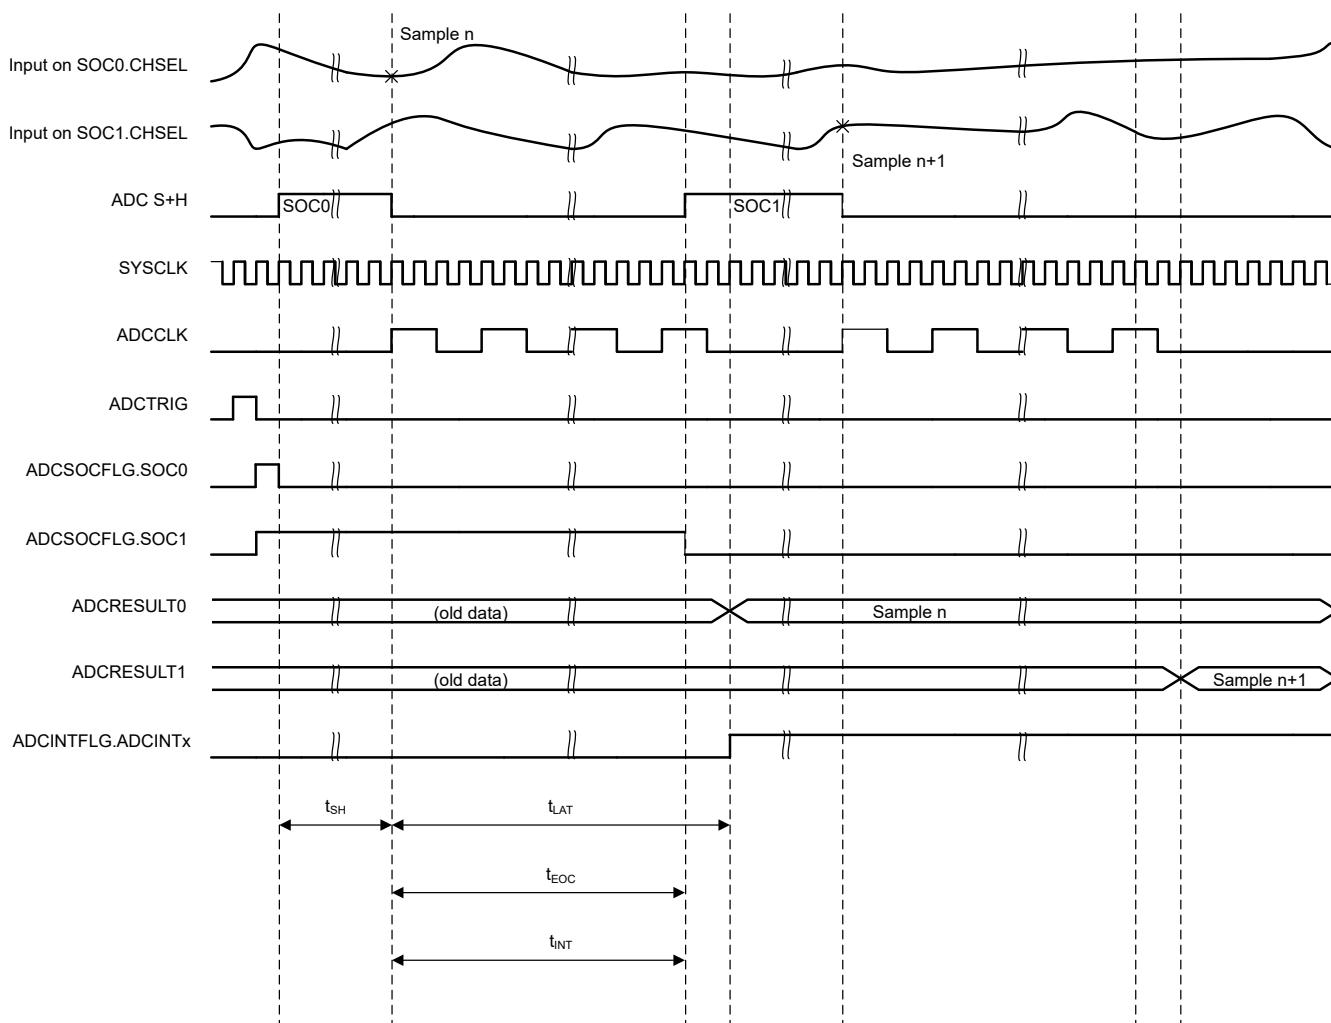 Sample n
Input on SOC0.CHSEL
Input on SOC1.CHSEL
Sample n+1
ADC S+H
SOC0
SOC1
SYSCLK
ADCCLK
ADCTRIG
ADCSOCFLG.SOC0
ADCSOCFLG.SOC1
ADCRESULT0
(old data)
Sample n
ADCRESULT1
(old data)
Sample n+1
ADCINTFLG.ADCINTx
tSH
tLAT
tEOC
tINT